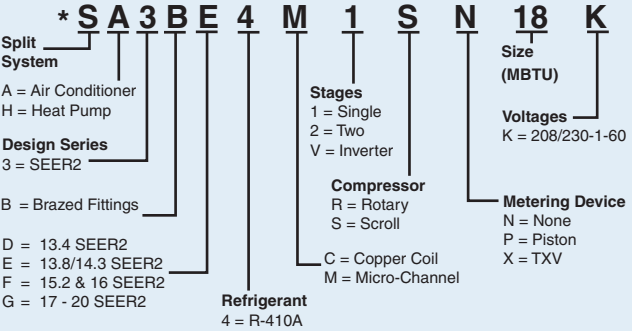 * S A 3 B E 4 M 1 S N 18 K
Split
System
A = Air Conditioner
H = Heat Pump
Design Series
3 = SEER2
B = Brazed Fittings
D = 13.4 SEER2
E = 13.8/14.3 SEER2
F = 15.2 & 16 SEER2
G = 17 - 20 SEER2
Refrigerant
4 = R-410A
C = Copper Coil
M = Micro-Channel
Stages
1 = Single
2 = Two
V = Inverter
Compressor
R = Rotary
S = Scroll
Metering Device
N = None
P = Piston
X = TXV
Size
(MBTU)
Voltages
K = 208/230-1-60